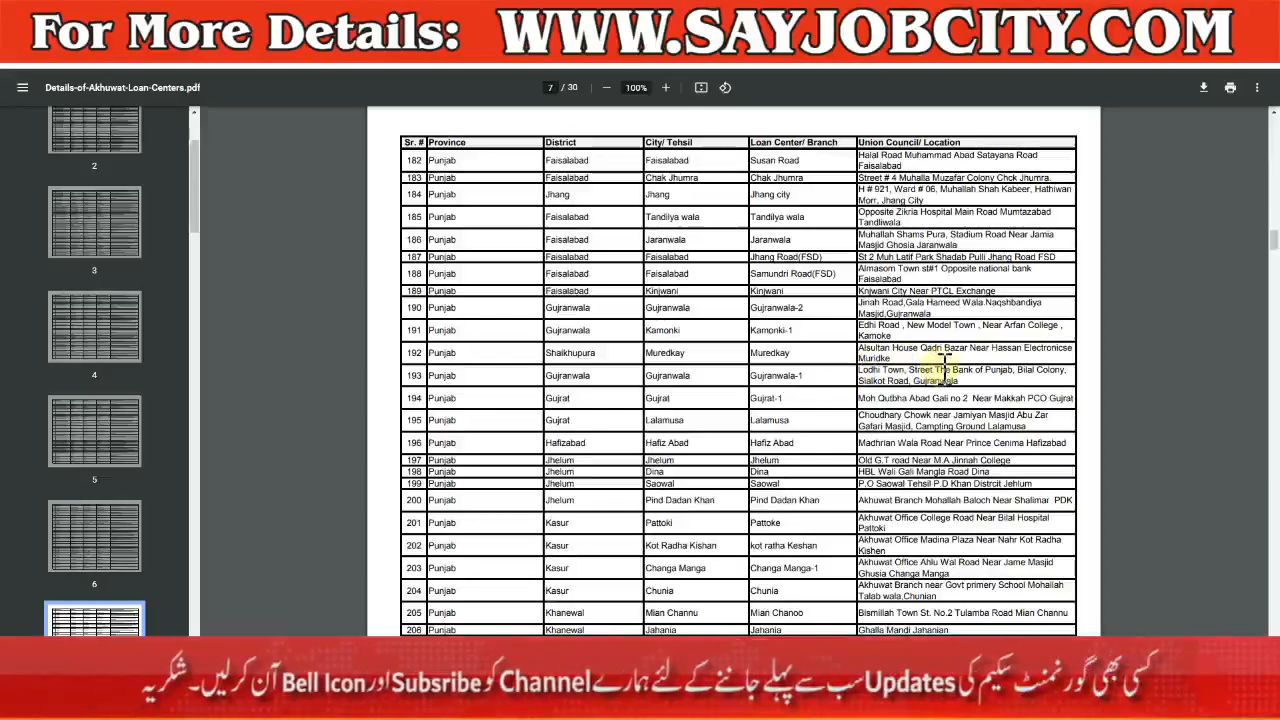 For More Details: WWW.SAYJOBCITY.COM
Details-of-Akhuwat-Loan-Centers.pdf 7 / 30 100%
2
3
4
5
6
Sr. # Province District City/ Tehsil Loan Center/ Branch Union Council/ Location
182 Punjab Faisalabad Faisalabad Susan Road Halal Road Muhammad Abad Satayana Road
Faisalabad
183 Punjab Faisalabad Chak Jhumra Chak Jhumra Street # 4 Muhalla Muzafar Colony Chck Jhumra.
184 Punjab Jhang Jhang Jhang city H # 921, Ward # 06, Muhallah Shah Kabeer, Hathiwan
Morr, Jhang City
185 Punjab Faisalabad Tandilya wala Tandilya wala Opposite Zikria Hospital Main Road Mumtazabad
Tandliwala
186 Punjab Faisalabad Jaranwala Jaranwala Muhallah Shams Pura, Stadium Road Near Jamia
Masjid Ghosia Jaranwala
187 Punjab Faisalabad Faisalabad Jhang Road(FSD) St 2 Muh Latif Park Shadab Pulli Jhang Road FSD
188 Punjab Faisalabad Faisalabad Samundri Road(FSD) Almasom Town st#1 Opposite national bank
Faisalabad
189 Punjab Faisalabad Kinjwani Kinjwani Knjwani City Near PTCL Exchange
190 Punjab Gujranwala Gujranwala Gujranwala-2 Jinah Road,Gala Hameed Wala.Naqshbandiya
Masjid,Gujranwala
191 Punjab Gujranwala Kamonki Kamonki-1 Edhi Road , New Model Town , Near Arfan College ,
Kamoke
192 Punjab Shaikhupura Muredkay Muredkay Alsultan House Qadri Bazar Near Hassan Electronicse
Muridke
193 Punjab Gujranwala Gujranwala Gujranwala-1 Lodhi Town, Street The Bank of Punjab, Bilal Colony,
Sialkot Road, Gujranwala
194 Punjab Gujrat Gujrat Gujrat-1 Moh Qutbha Abad Gali no 2 Near Makkah PCO Gujrat
195 Punjab Gujrat Lalamusa Lalamusa Choudhary Chowk near Jamiyan Masjid Abu Zar
Gafari Masjid, Campting Ground Lalamusa
196 Punjab Hafizabad Hafiz Abad Hafiz Abad Madhrian Wala Road Near Prince Cenima Hafizabad
197 Punjab Jhelum Jhelum Jhelum Old G.T road Near M.A Jinnah College
198 Punjab Jhelum Dina Dina HBL Wali Gali Mangla Road Dina
199 Punjab Jhelum Saowal Saowal P,O Saowal Tehsil P.D Khan Distrcit Jehlum
200 Punjab Jhelum Pind Dadan Khan Pind Dadan Khan Akhuwat Branch Mohallah Baloch Near Shalimar PDK
201 Punjab Kasur Pattoki Pattoke Akhuwat Office College Road Near Bilal Hospital
Pattoki
202 Punjab Kasur Kot Radha Kishan kot ratha Keshan Akhuwat Office Madina Plaza Near Nahr Kot Radha
Kishen
203 Punjab Kasur Changa Manga Changa Manga-1 Akhuwat Office Ahlu Wal Road Near Jame Masjid
Ghusia Changa Manga
204 Punjab Kasur Chunia Chunia Akhuwat Branch near Govt primery School Mohallah
Talab wala,Chunian
205 Punjab Khanewal Mian Channu Mian Chanoo Bismillah Town St. No.2 Tulamba Road Mian Channu
206 Punjab Khanewal Jahania Jahania Ghalla Mandi Jahanian
کسی بھی گورنمنٹ سکیم کی Updates سب سے پہلے جاننے کے لئے ہمارے Channel کو Subsribe اور Bell Icon آن کرلیں۔ شکریہ